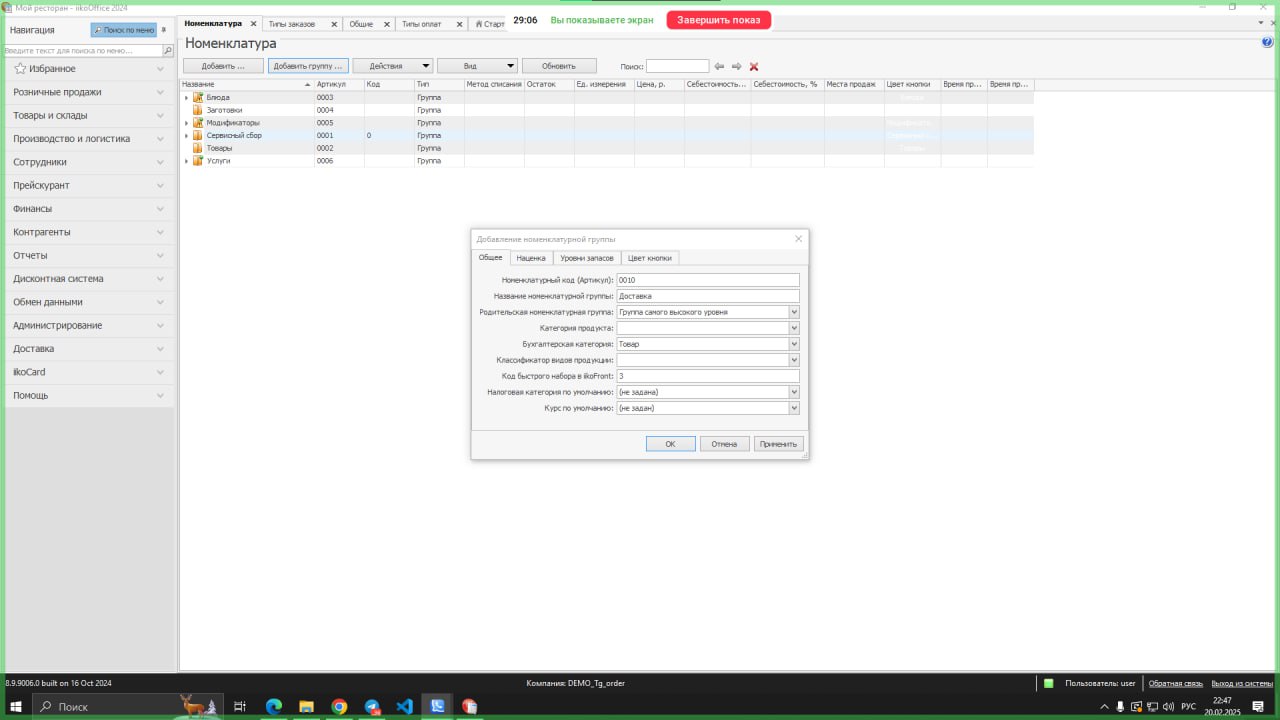 Мой ресторан - iikoOffice 2024
Навигация
Поиск по меню
Введите текст для поиска по меню...
Избранное
Розничные продажи
Товары и склады
Производство и логистика
Сотрудники
Прейскурант
Финансы
Контрагенты
Отчеты
Дисконтная система
Обмен данными
Администрирование
Доставка
iikoCard
Помощь
Номенклатура
Типы заказов
Общие
Типы оплат
Старт
29:06
Вы показываете экран
Завершить показ
Номенклатура
Добавить ...
Добавить группу ...
Действия
Вид
Обновить
Поиск:
Название Артикул Код Тип Метод списания Остаток Ед. измерения Цена, р. Себестоимость... Себестоимость, % Места продаж Цвет кнопки Время пр... Время пр...
Блюда 0003 Группа Блюда
Заготовки 0004 Группа
Модификаторы 0005 Группа
Сервисный сбор 0001 0 Группа
Товары 0002 Группа Товары
Услуги 0006 Группа
Добавление номенклатурной группы
Общее Наценка Уровни запасов Цвет кнопки
Номенклатурный код (Артикул): 0010
Название номенклатурной группы: Доставка
Родительская номенклатурная группа: Группа самого высокого уровня
Категория продукта:
Бухгалтерская категория: Товар
Классификатор видов продукции:
Код быстрого набора в iikoFront: 3
Налоговая категория по умолчанию: (не задана)
Курс по умолчанию: (не задан)
ОК Отмена Применить
8.9.9006.0 built on 16 Oct 2024
Компания: DEMO_Tg_order
Пользователь: user
Обратная связь
Выход из системы
Поиск
РУС
22:47
20.02.2025